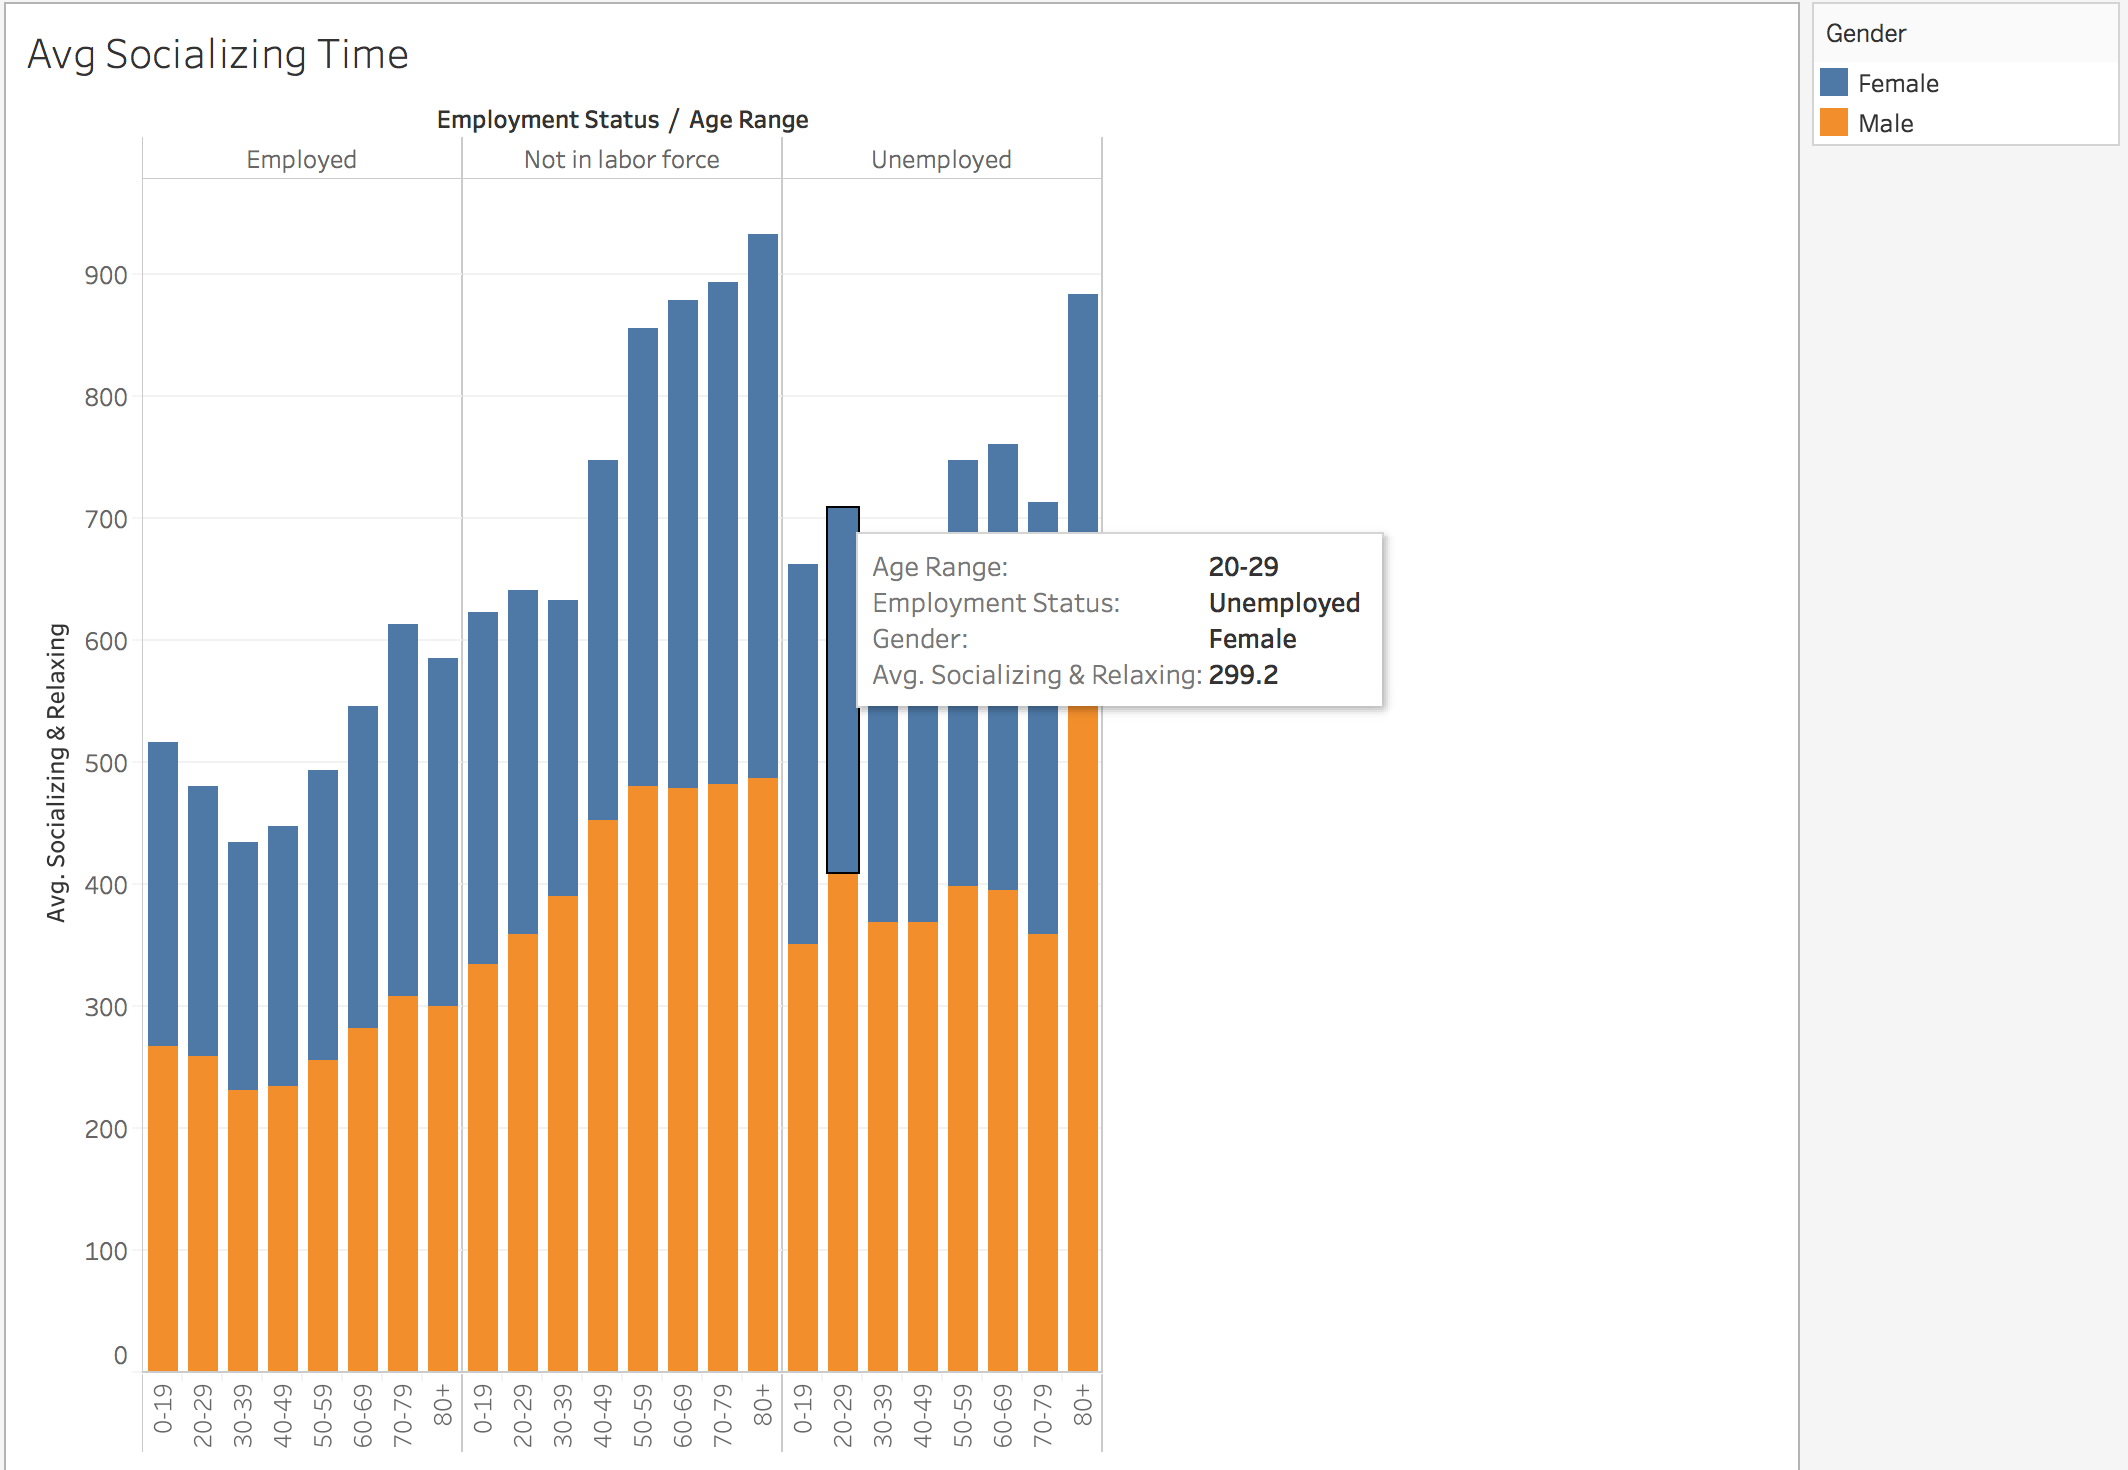 Avg Socializing Time
Employment Status / Age Range
Employed
Not in labor force
Unemployed
Avg. Socializing & Relaxing
900
800
700
600
500
400
300
200
100
0
0-19
20-29
30-39
40-49
50-59
60-69
70-79
80+
0-19
20-29
30-39
40-49
50-59
60-69
70-79
80+
0-19
20-29
30-39
40-49
50-59
60-69
70-79
80+
Age Range: 20-29
Employment Status: Unemployed
Gender: Female
Avg. Socializing & Relaxing: 299.2
Gender
Female
Male